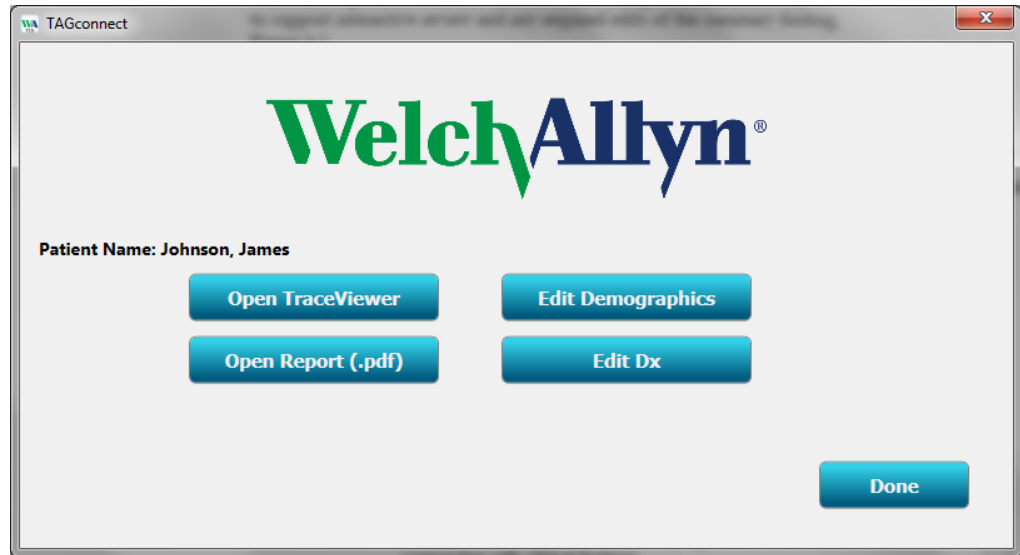 TAGconnect
WelchAllyn®
Patient Name: Johnson, James
Open TraceViewer
Edit Demographics
Open Report (.pdf)
Edit Dx
Done